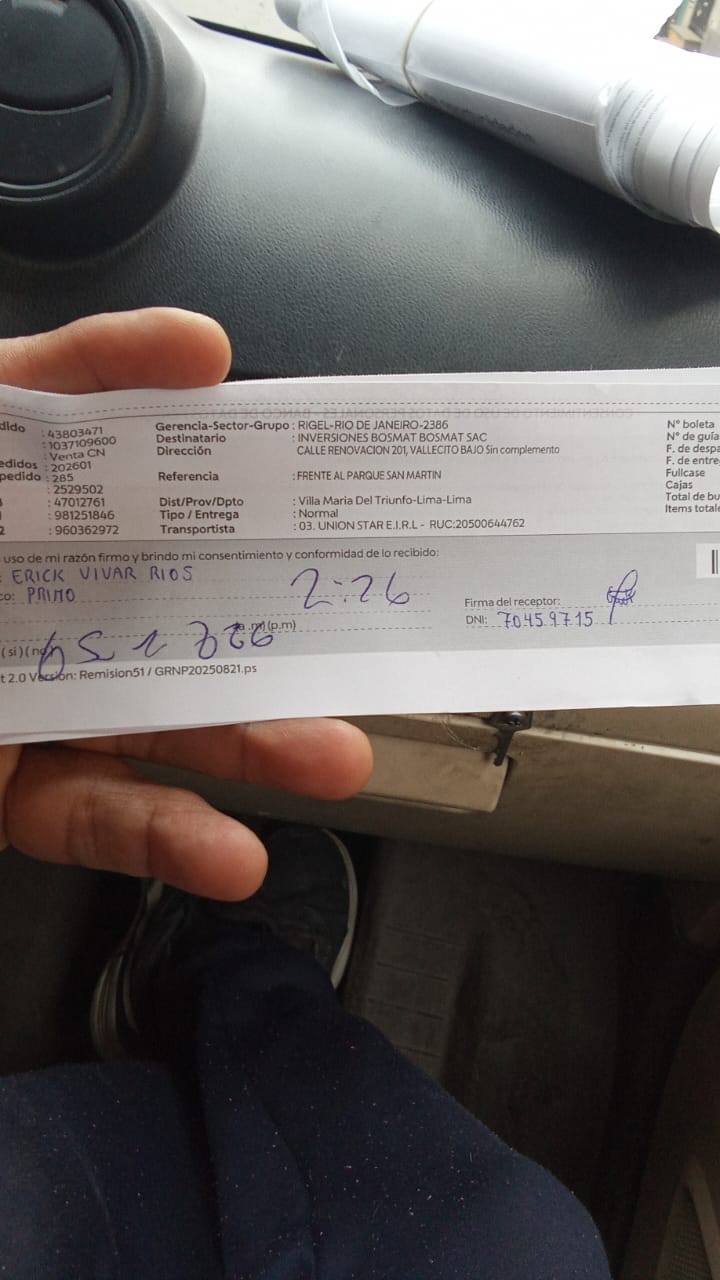 dido : 43803471
: 1037109600
: Venta CN
edidos : 202601
pedido : 285
: 2529502
: 47012761
: 981251846
2 : 960362972
Gerencia-Sector-Grupo : RIGEL-RIO DE JANEIRO-2386
Destinatario : INVERSIONES BOSMAT BOSMAT SAC
Dirección CALLE RENOVACION 201, VALLECITO BAJO Sin complemento
Referencia : FRENTE AL PARQUE SAN MARTIN
Dist/Prov/Dpto : Villa Maria Del Triunfo-Lima-Lima
Tipo / Entrega : Normal
Transportista : 03. UNION STAR E.I.R.L - RUC:20500644762
N° boleta
N° de guía
F. de despa
F. de entre
Fullcase
Cajas
Total de bu
Items totale
uso de mi razón firmo y brindo mi consentimiento y conformidad de lo recibido:
: ERICK VIVAR RIOS
co: PRIMO
2:26
(p.m)
Firma del receptor:
DNI: 70459715
(si)(no)
t 2.0 Version: Remision51 / GRNP20250821.ps